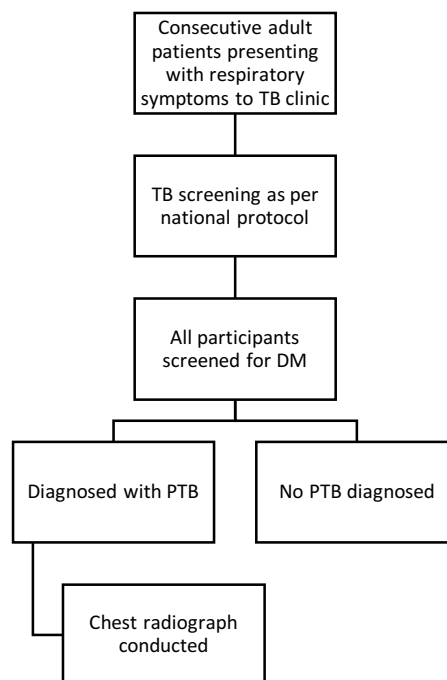 Consecutive adult
patients presenting
with respiratory
symptoms to TB clinic
TB screening as per
national protocol
All participants
screened for DM
Diagnosed with PTB
No PTB diagnosed
Chest radiograph
conducted